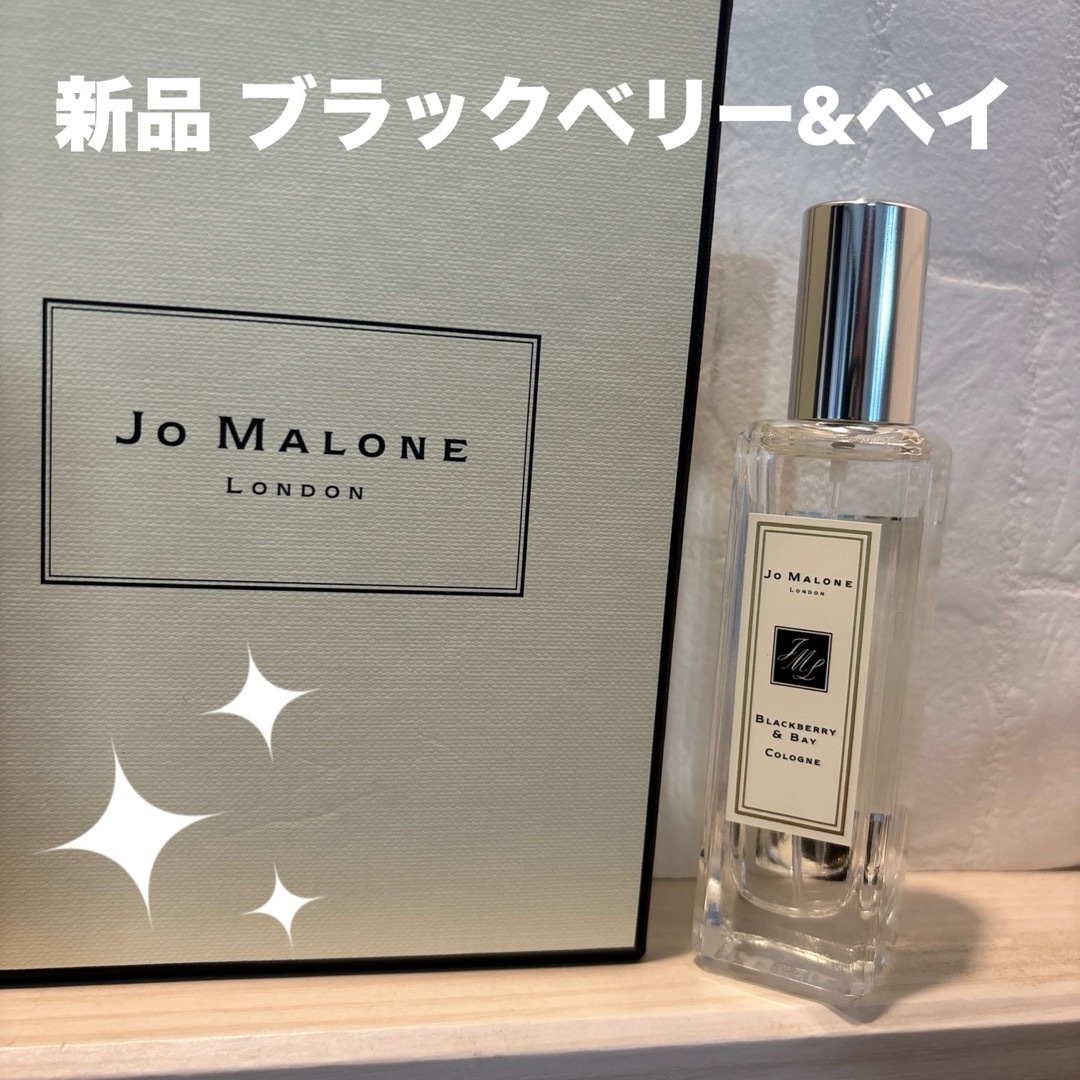 新品 ブラックベリー&ベイ
JO MALONE
LONDON
JO MALONE
LONDON
JML
BLACKBERRY
& BAY
COLOGNE